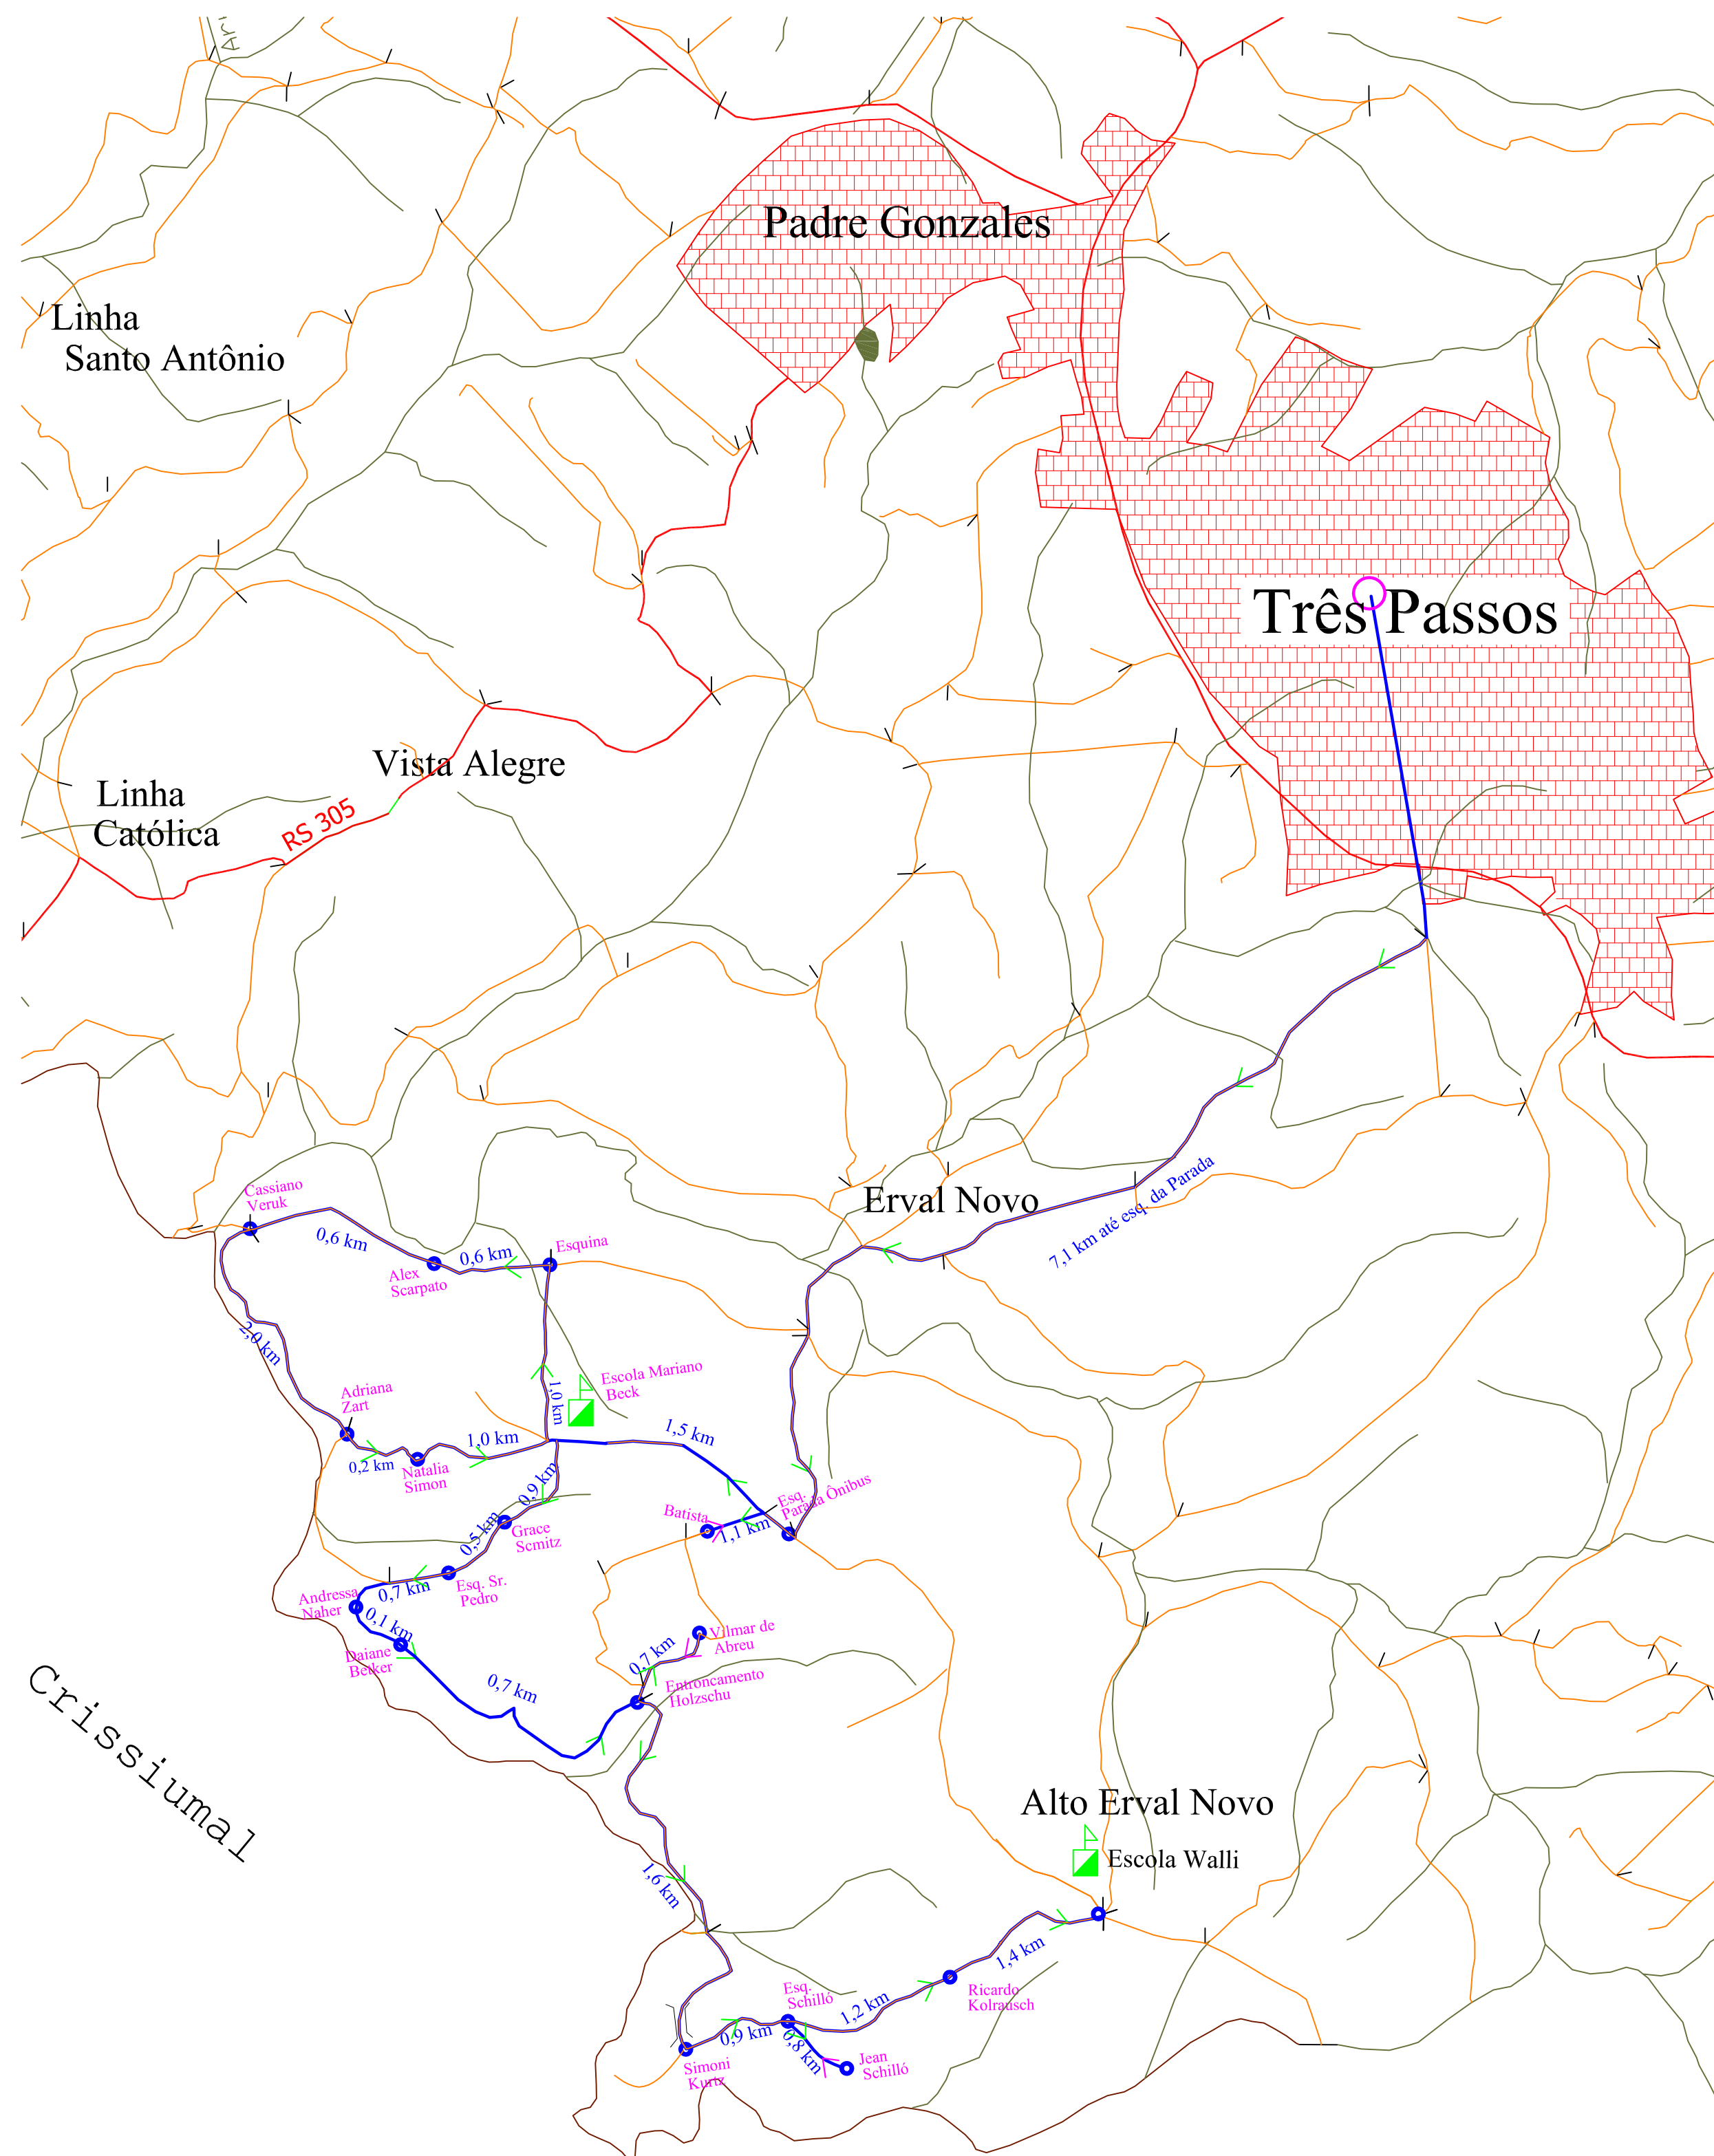 Padre Gonzales
Linha
Santo Antônio
Três Passos
Vista Alegre
Linha
Católica
RS 305
7,1 km até esq. da Parada
Erval Novo
Cassiano
Veruk
0,6 km
Alex
Scarpato
0,6 km
Esquina
2,0 km
Adriana
Zart
Escola Mariano
Beck
1,0 km
1,5 km
1,0 km
0,2 km
Natalia
Simon
0,9 km
Batista
Esq.
Parada Ônibus
1,1 km
Grace
Scmitz
0,5 km
Esq. Sr.
Pedro
0,7 km
Andressa
Naher
0,1 km
Daiane
Betker
Vilmar de
Abreu
0,7 km
Entroncamento
Holzschu
0,7 km
Crissiumal
Alto Erval Novo
Escola Walli
1,6 km
1,4 km
Ricardo
Kolrausch
Esq.
Schilló
1,2 km
0,9 km
0,8 km
Jean
Schilló
Simoni
Kurtz